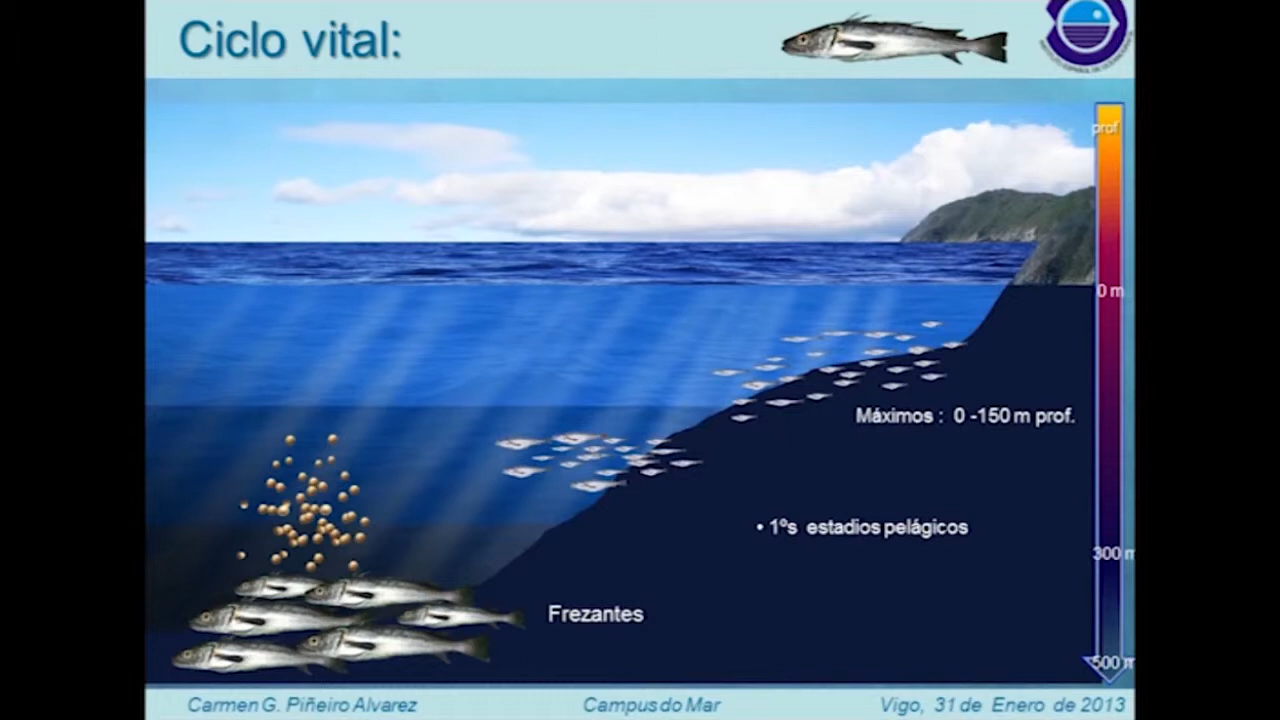 Ciclo vital:
prof
0 m
Máximos : 0 -150 m prof.
• 1ºs estadios pelágicos
300 m
Frezantes
500 m
Carmen G. Piñeiro Alvarez
Campus do Mar
Vigo, 31 de Enero de 2013